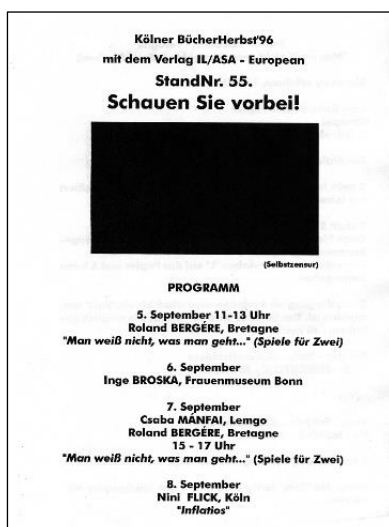 Kölner BücherHerbst'96
mit dem Verlag IL/ASA - European
StandNr. 55.
Schauen Sie vorbei!
(Selbstzensur)
PROGRAMM
5. September 11-13 Uhr
Roland BERGÉRE, Bretagne
"Man weiß nicht, was man geht..." (Spiele für Zwei)
6. September
Inge BROSKA, Frauenmuseum Bonn
7. September
Csaba MÁNFAI, Lemgo
Roland BERGÉRE, Bretagne
15 - 17 Uhr
"Man weiß nicht, was man geht..." (Spiele für Zwei)
8. September
Nini FLICK, Köln
"Inflatios"